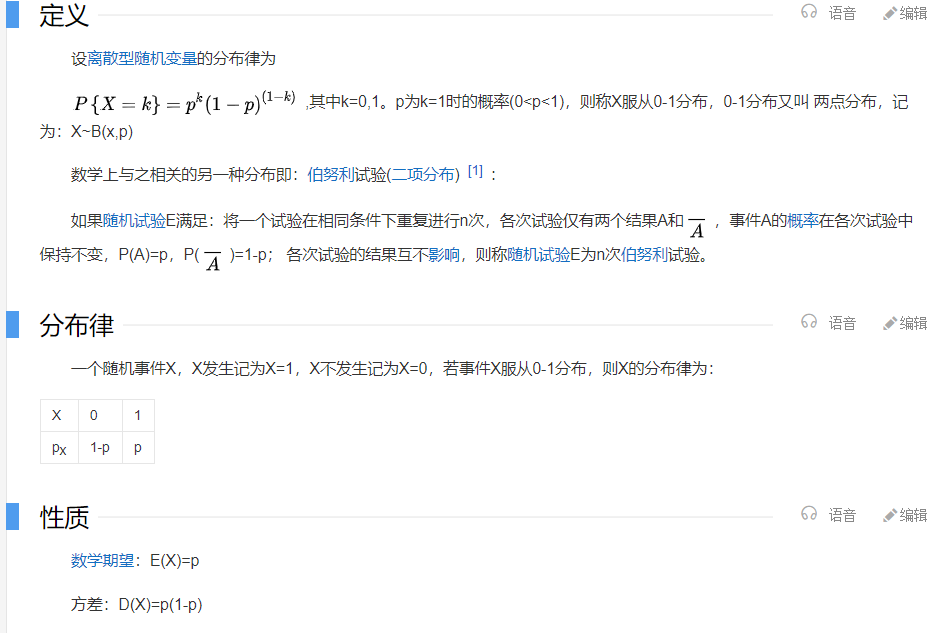 定义 语音 编辑
设离散型随机变量的分布律为
P{X=k}=p^k(1−p)^(1−k) ,其中k=0,1。p为k=1时的概率(0<p<1)，则称X服从0-1分布，0-1分布又叫 两点分布，记
为：X~B(x,p)
数学上与之相关的另一种分布即：伯努利试验(二项分布) [1] ：
如果随机试验E满足：将一个试验在相同条件下重复进行n次，各次试验仅有两个结果A和 A̅ ，事件A的概率在各次试验中
保持不变，P(A)=p，P( A̅ )=1-p； 各次试验的结果互不影响，则称随机试验E为n次伯努利试验。
分布律 语音 编辑
一个随机事件X，X发生记为X=1，X不发生记为X=0，若事件X服从0-1分布，则X的分布律为：
X 0 1
pX 1-p p
性质 语音 编辑
数学期望：E(X)=p
方差：D(X)=p(1-p)